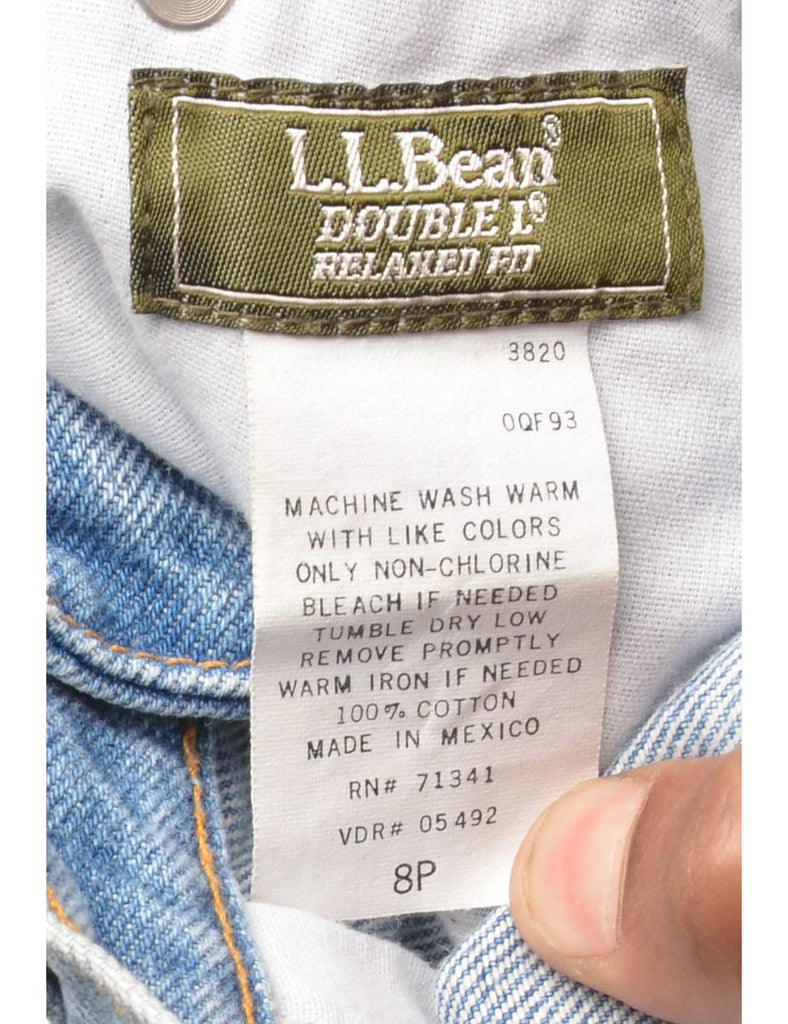 L.L.Bean®
DOUBLE L®
RELAXED FIT
3820
0QF93
MACHINE WASH WARM
WITH LIKE COLORS
ONLY NON-CHLORINE
BLEACH IF NEEDED
TUMBLE DRY LOW
REMOVE PROMPTLY
WARM IRON IF NEEDED
100% COTTON
MADE IN MEXICO
RN# 71341
VDR# 05492
8P